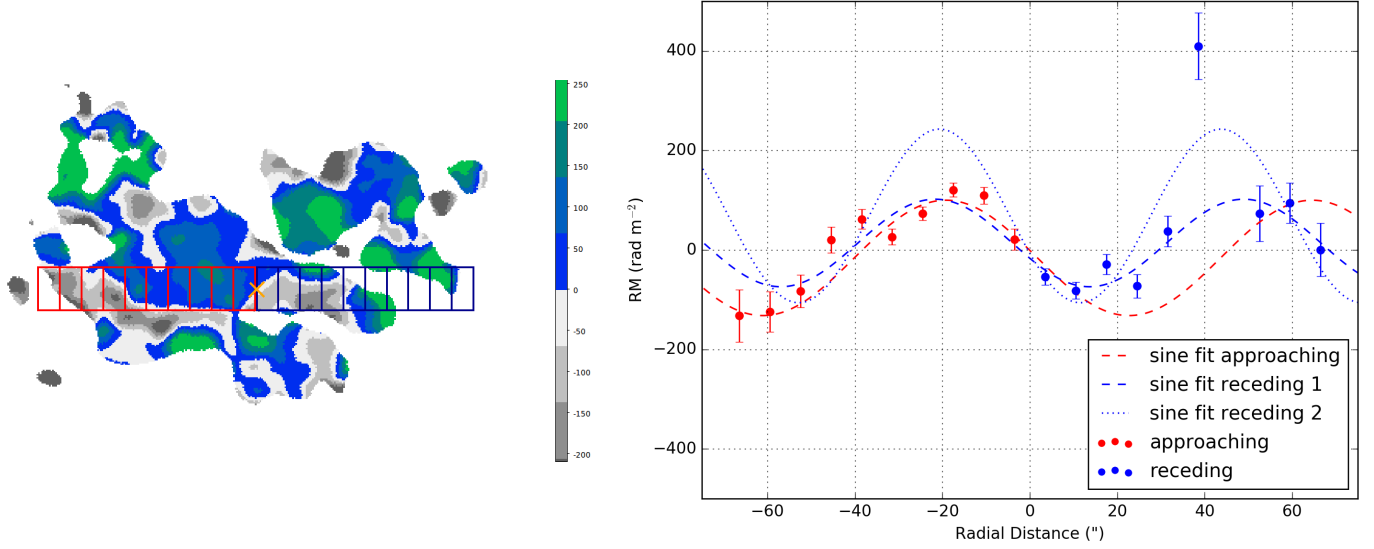 250
200
150
100
50
0
-50
-100
-150
-200
400
200
0
−200
−400
RM (rad m⁻²)
−60 −40 −20 0 20 40 60
Radial Distance (")
sine fit approaching
sine fit receding 1
sine fit receding 2
approaching
receding